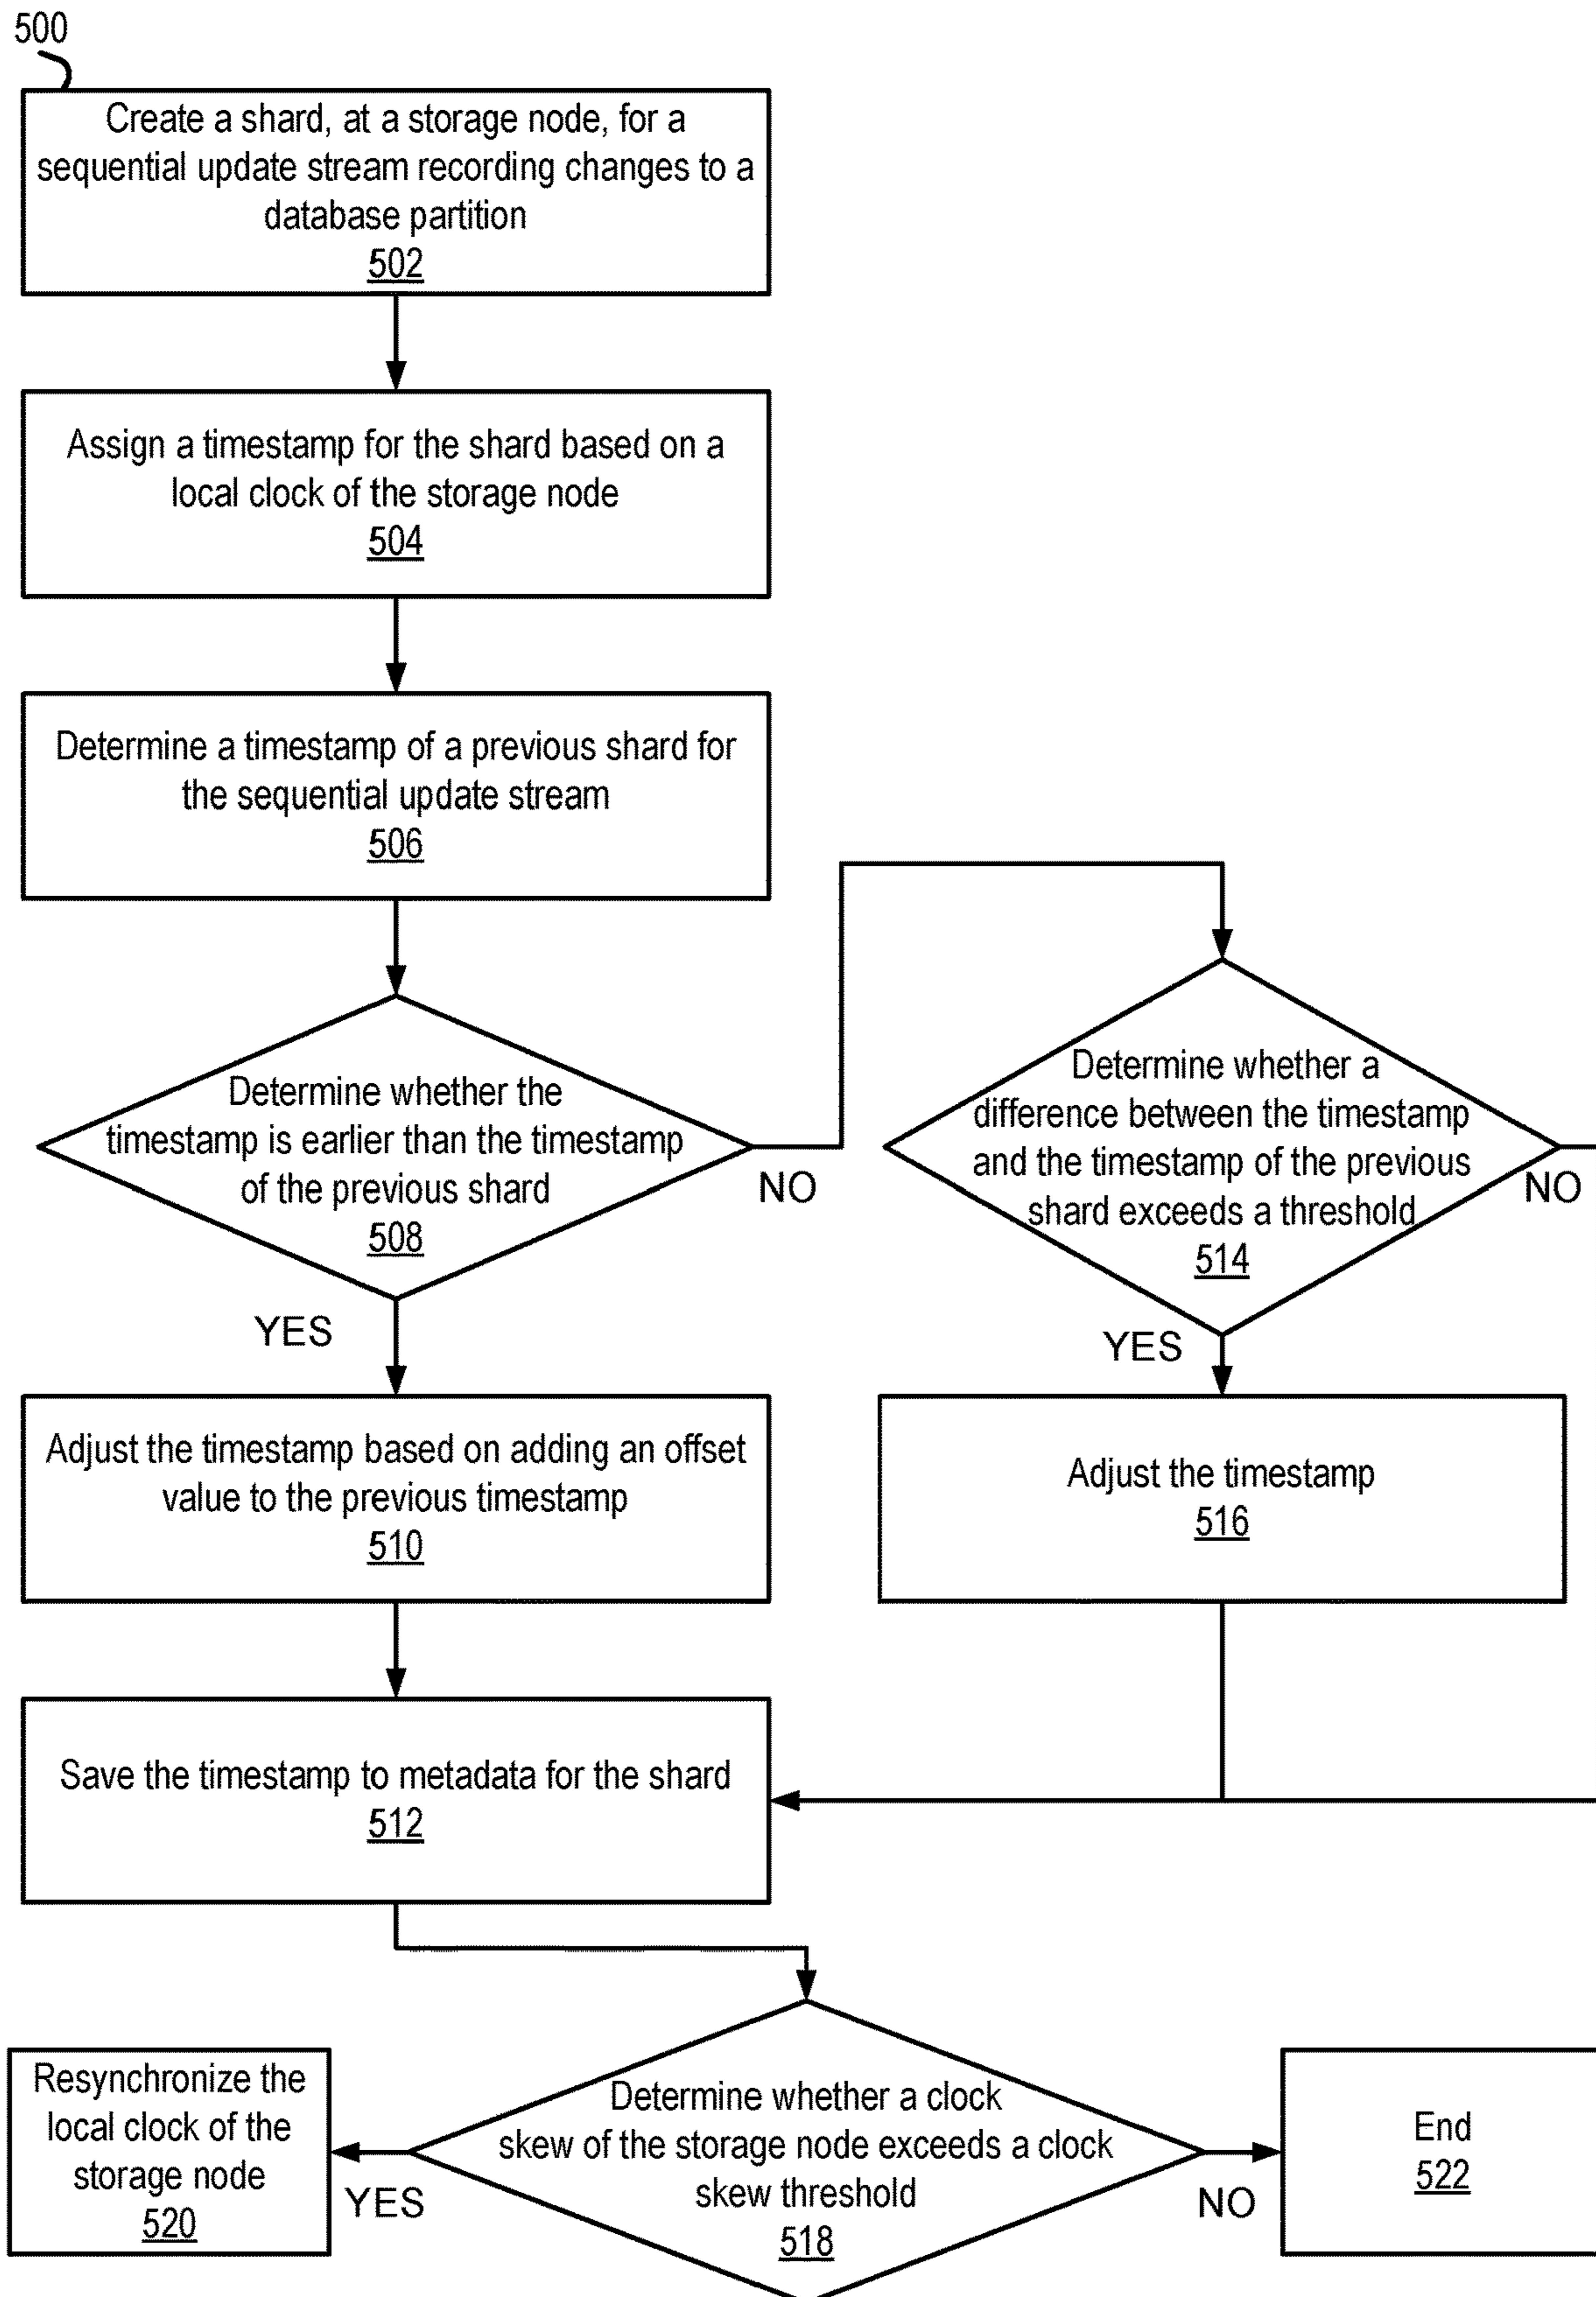 500
Create a shard, at a storage node, for a
sequential update stream recording changes to a
database partition
502
Assign a timestamp for the shard based on a
local clock of the storage node
504
Determine a timestamp of a previous shard for
the sequential update stream
506
Determine whether the
timestamp is earlier than the timestamp
of the previous shard
508
NO
YES
Determine whether a
difference between the timestamp
and the timestamp of the previous
shard exceeds a threshold
514
NO
YES
Adjust the timestamp based on adding an offset
value to the previous timestamp
510
Adjust the timestamp
516
Save the timestamp to metadata for the shard
512
Resynchronize the
local clock of the
storage node
520
YES
Determine whether a clock
skew of the storage node exceeds a clock
skew threshold
518
NO
End
522